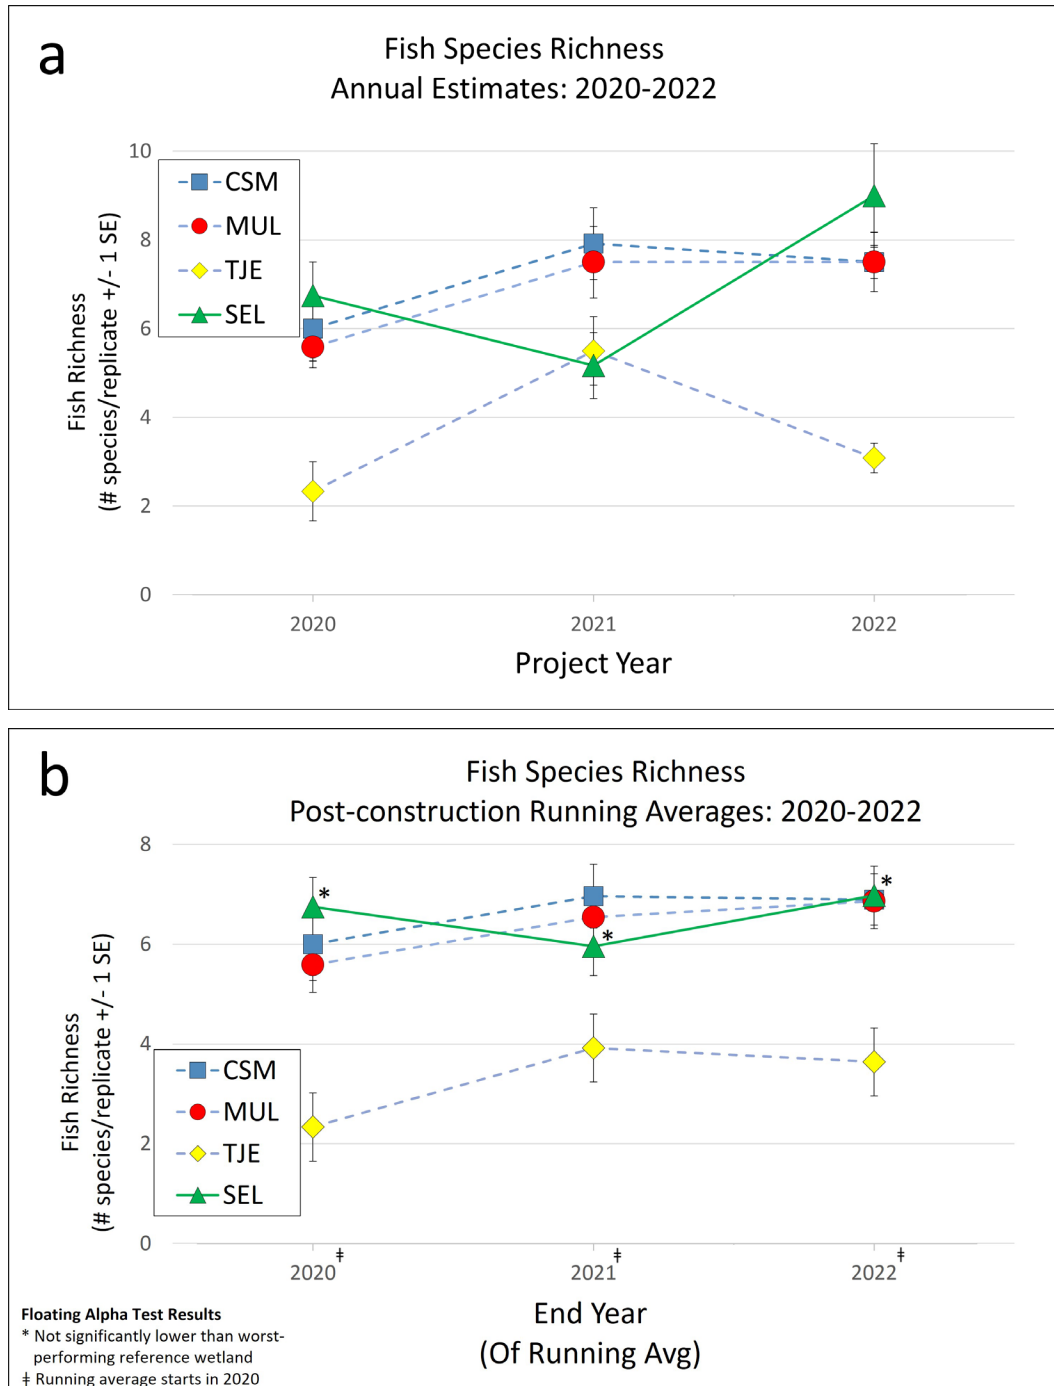 a
Fish Species Richness
Annual Estimates: 2020-2022
Fish Richness
(# species/replicate +/- 1 SE)
10
8
6
4
2
0
CSM
MUL
TJE
SEL
2020
2021
2022
Project Year
b
Fish Species Richness
Post-construction Running Averages: 2020-2022
Fish Richness
(# species/replicate +/- 1 SE)
8
6
4
2
0
*
*
*
CSM
MUL
TJE
SEL
2020ǂ
2021ǂ
2022ǂ
End Year
(Of Running Avg)
Floating Alpha Test Results
* Not significantly lower than worst-
performing reference wetland
ǂ Running average starts in 2020